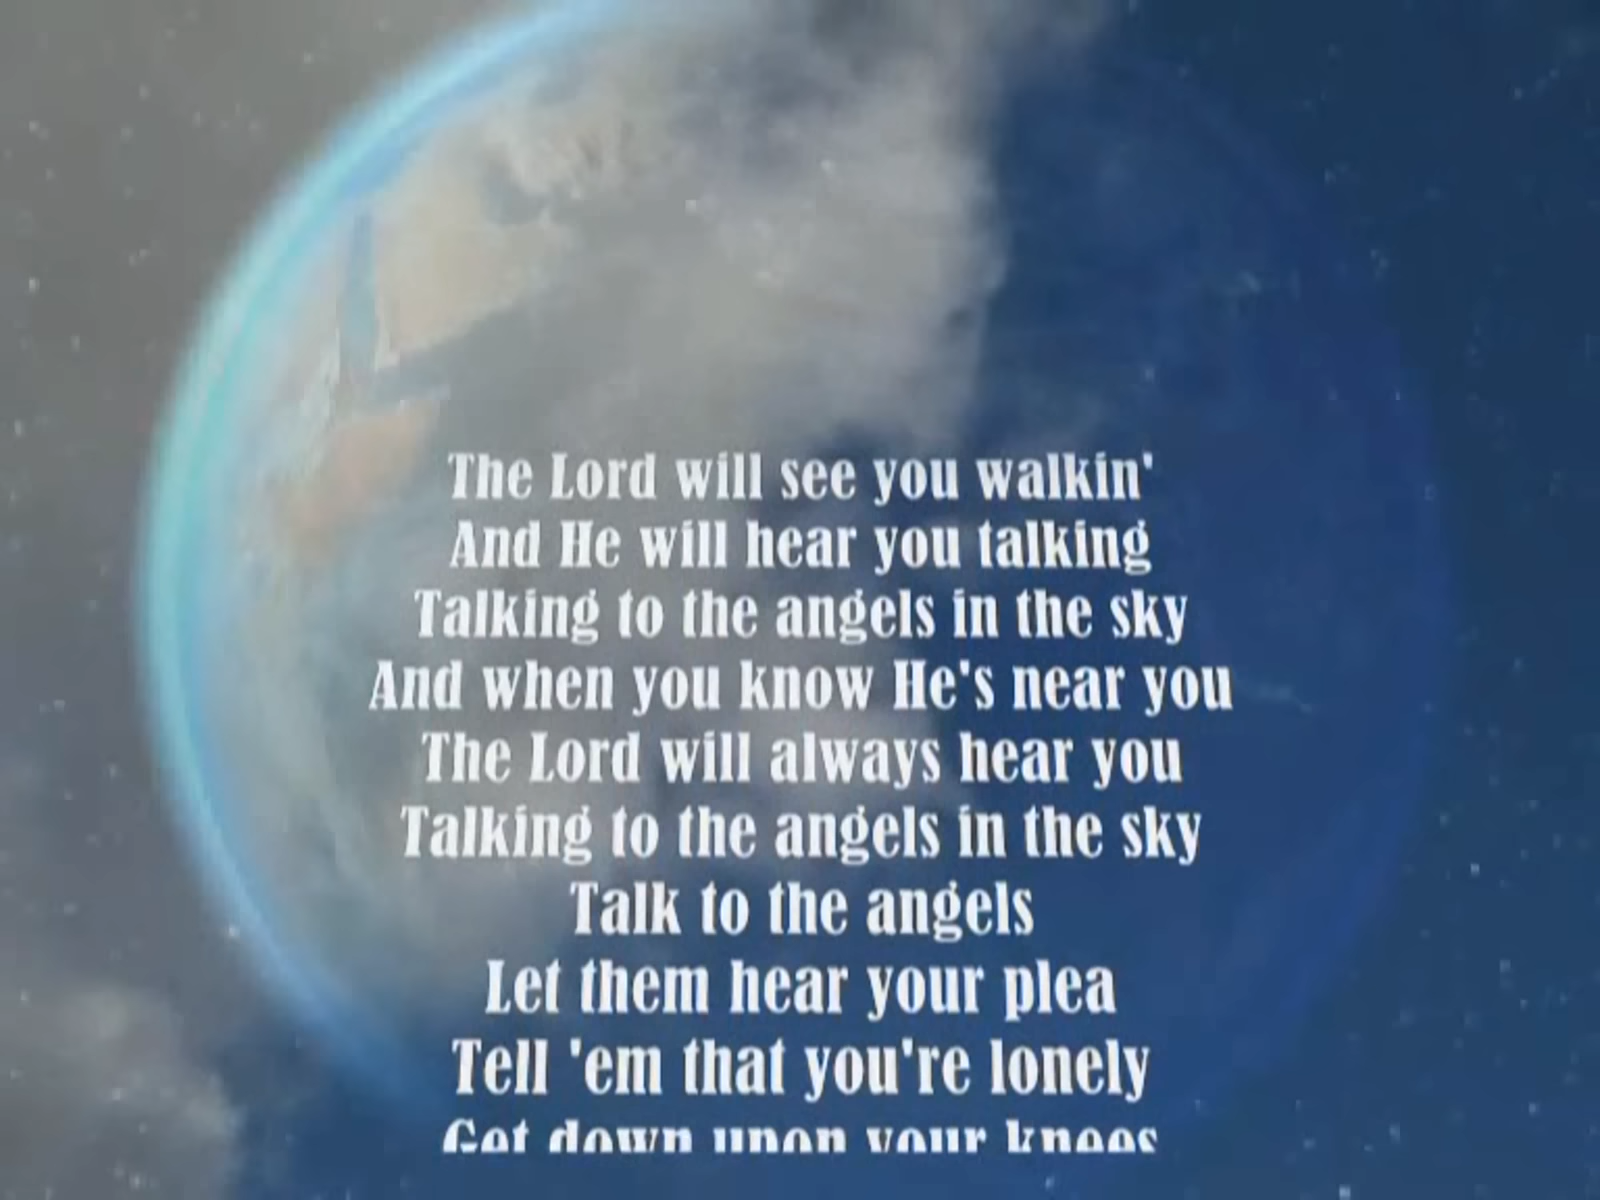 The Lord will see you walkin'
And He will hear you talking
Talking to the angels in the sky
And when you know He's near you
The Lord will always hear you
Talking to the angels in the sky
Talk to the angels
Let them hear your plea
Tell 'em that you're lonely
Get down upon your knees